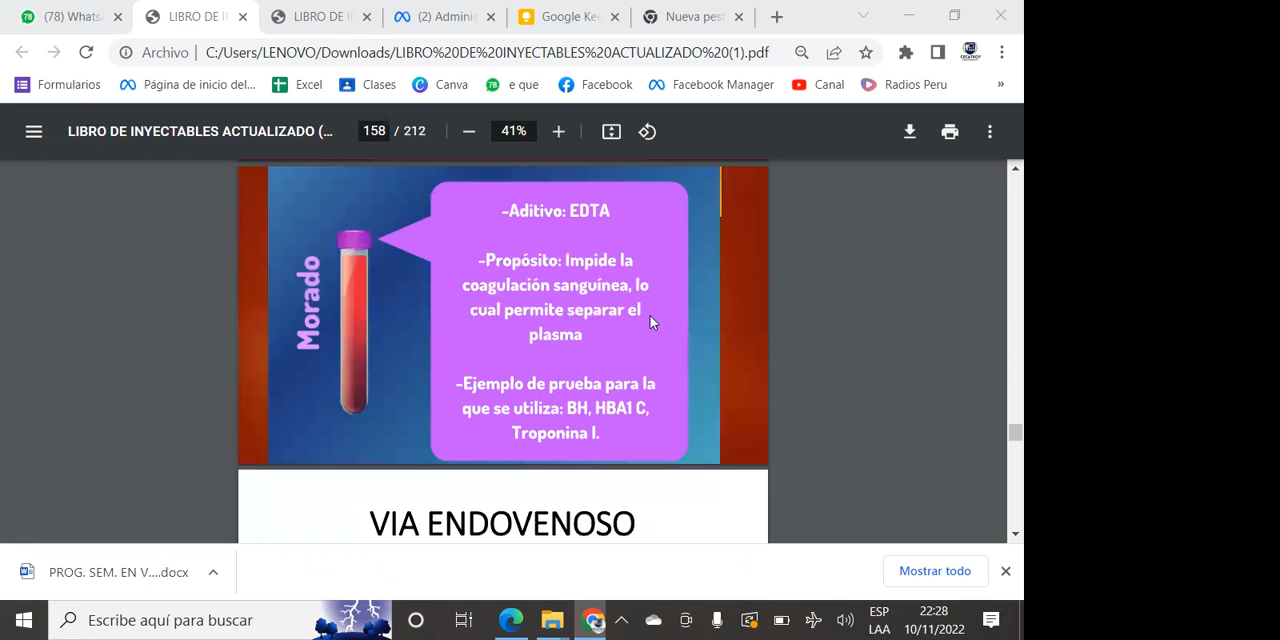 (78) Whats
LIBRO DE I
LIBRO DE I
(2) Adminis
Google Kee
Nueva pest
Archivo
C:/Users/LENOVO/Downloads/LIBRO%20DE%20INYECTABLES%20ACTUALIZADO%20(1).pdf
Formularios
Página de inicio del...
Excel
Clases
Canva
78 e que
Facebook
Facebook Manager
Canal
Radios Peru
»
LIBRO DE INYECTABLES ACTUALIZADO (...
158 / 212
41%
Morado
-Aditivo: EDTA
-Propósito: Impide la
coagulación sanguínea, lo
cual permite separar el
plasma
-Ejemplo de prueba para la
que se utiliza: BH, HBA1 C,
Troponina I.
VIA ENDOVENOSO
PROG. SEM. EN V....docx
Mostrar todo
Escribe aquí para buscar
ESP
LAA
22:28
10/11/2022